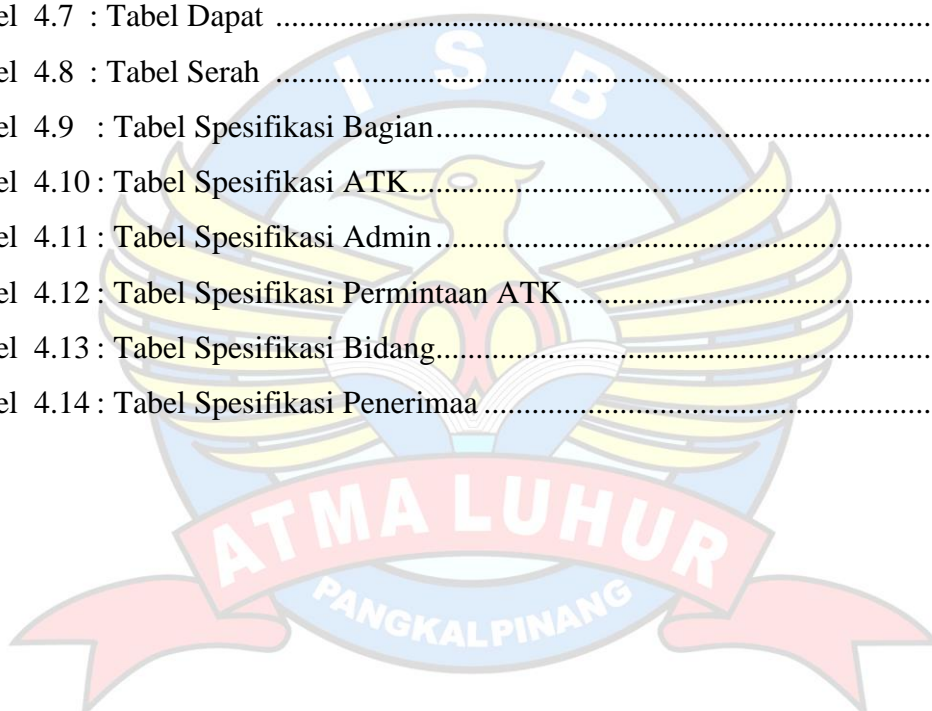 el 4.7 : Tabel Dapat ................................................................................
el 4.8 : Tabel Serah ................................................................................
el 4.9 : Tabel Spesifikasi Bagian..............................................................
el 4.10 : Tabel Spesifikasi ATK.................................................................
el 4.11 : Tabel Spesifikasi Admin..............................................................
el 4.12 : Tabel Spesifikasi Permintaan ATK..............................................
el 4.13 : Tabel Spesifikasi Bidang..............................................................
el 4.14 : Tabel Spesifikasi Penerimaa........................................................
ISB
ATMA LUHUR
PANGKALPINANG